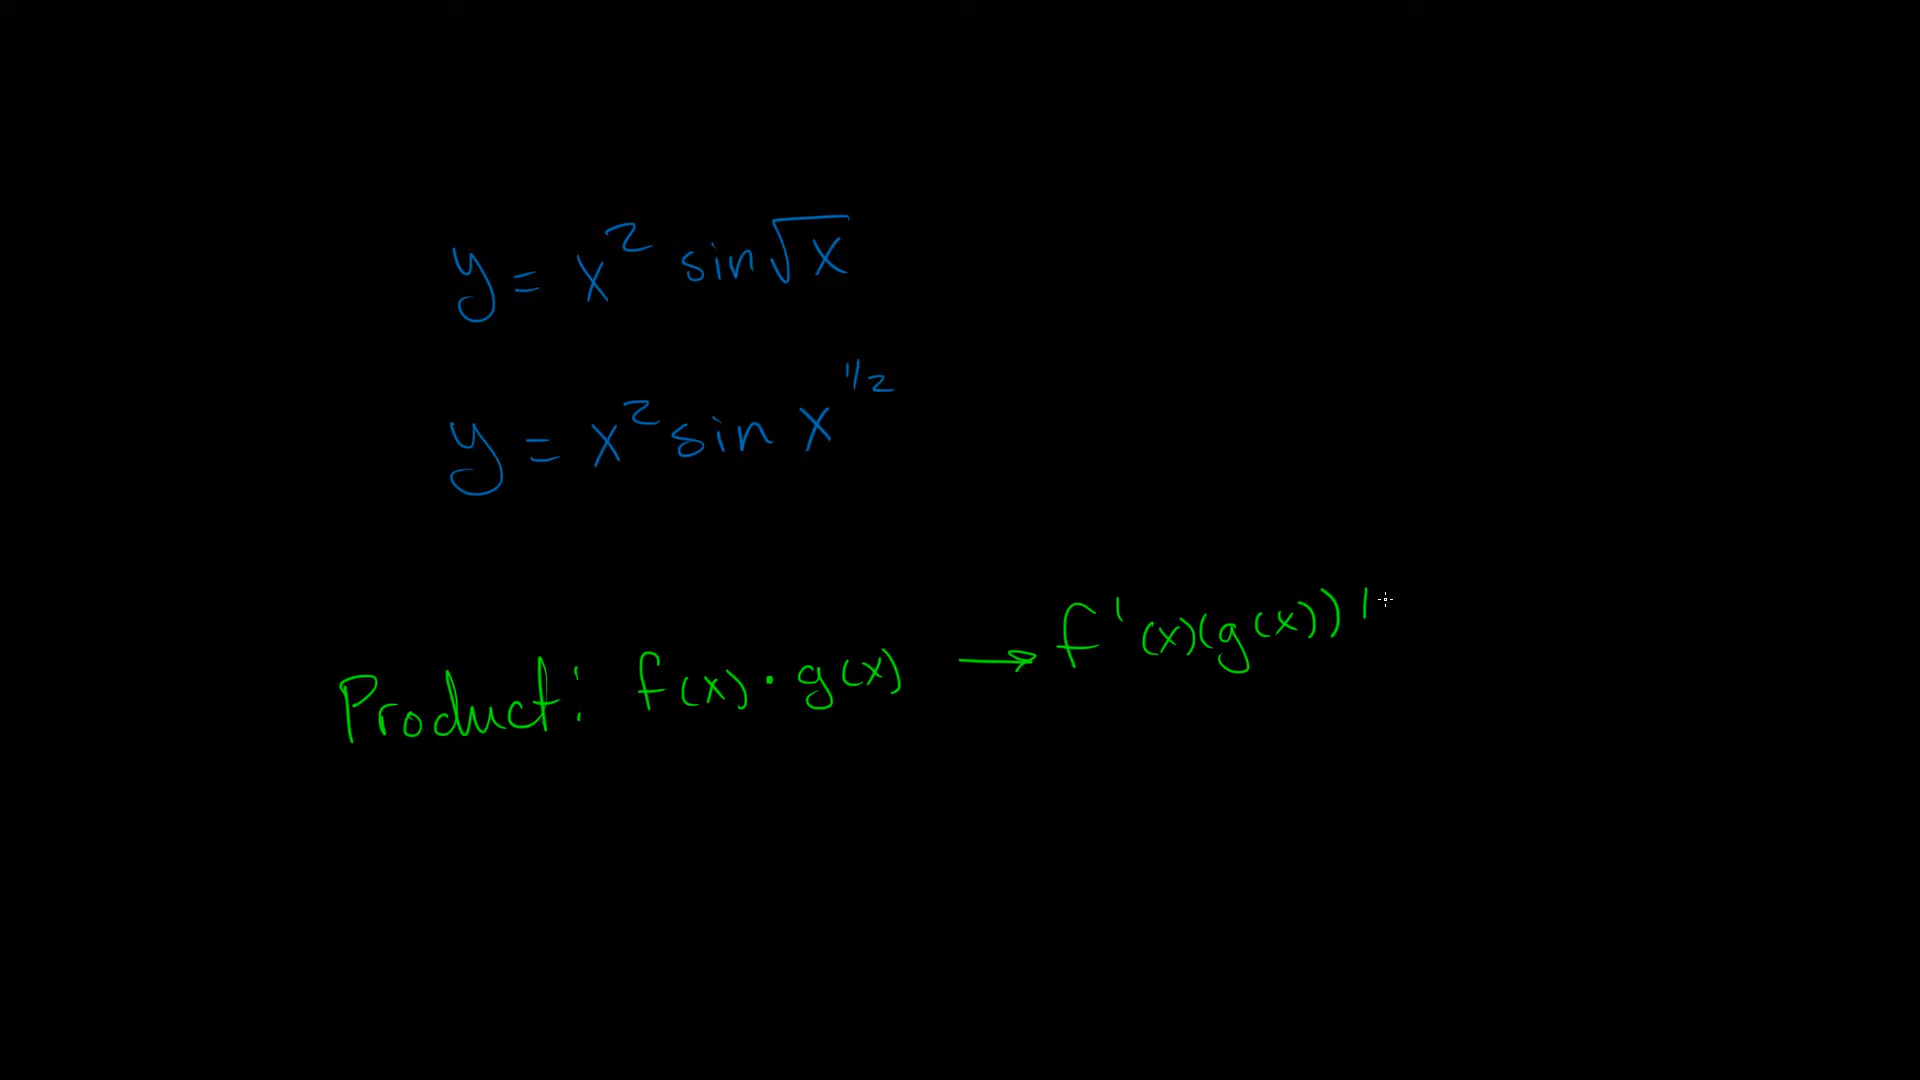 y = x² sin√x
y = x² sin x^1/2
Product: f(x) · g(x) → f'(x)(g(x))